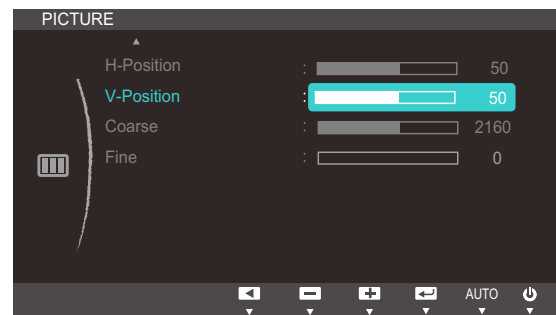 PICTURE
H-Position : 50
V-Position : 50
Coarse : 2160
Fine : 0
AUTO